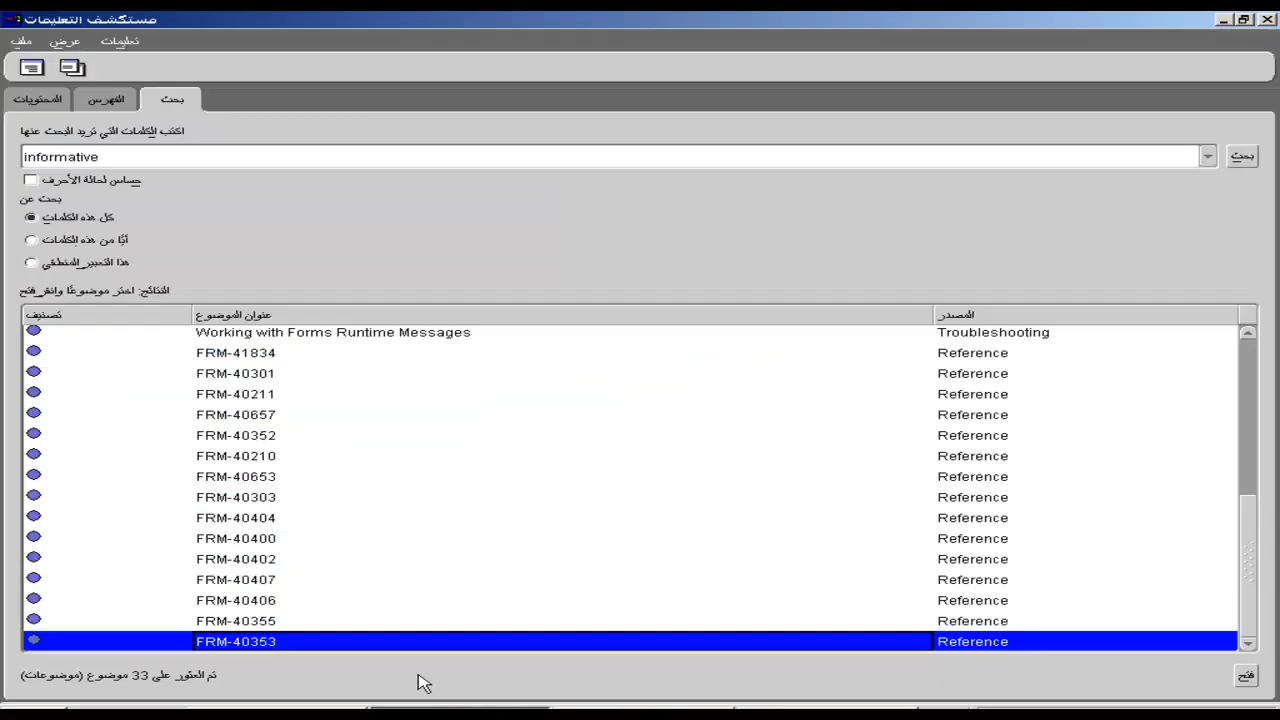 مستكشف التعليمات
ملف عرض تعليمات
المحتويات الفهرس بحث
اكتب الكلمات التي تريد البحث عنها
informative بحث
حساس لحالة الأحرف
بحث عن
كل هذه الكلمات
أيًا من هذه الكلمات
هذا التعبير المنطقي
النتائج: اختر موضوعًا وانقر فتح
تصنيف عنوان الموضوع المصدر
Working with Forms Runtime Messages Troubleshooting
FRM-41834 Reference
FRM-40301 Reference
FRM-40211 Reference
FRM-40657 Reference
FRM-40352 Reference
FRM-40210 Reference
FRM-40653 Reference
FRM-40303 Reference
FRM-40404 Reference
FRM-40400 Reference
FRM-40402 Reference
FRM-40407 Reference
FRM-40406 Reference
FRM-40355 Reference
FRM-40353 Reference
تم العثور على 33 موضوع (موضوعات) فتح